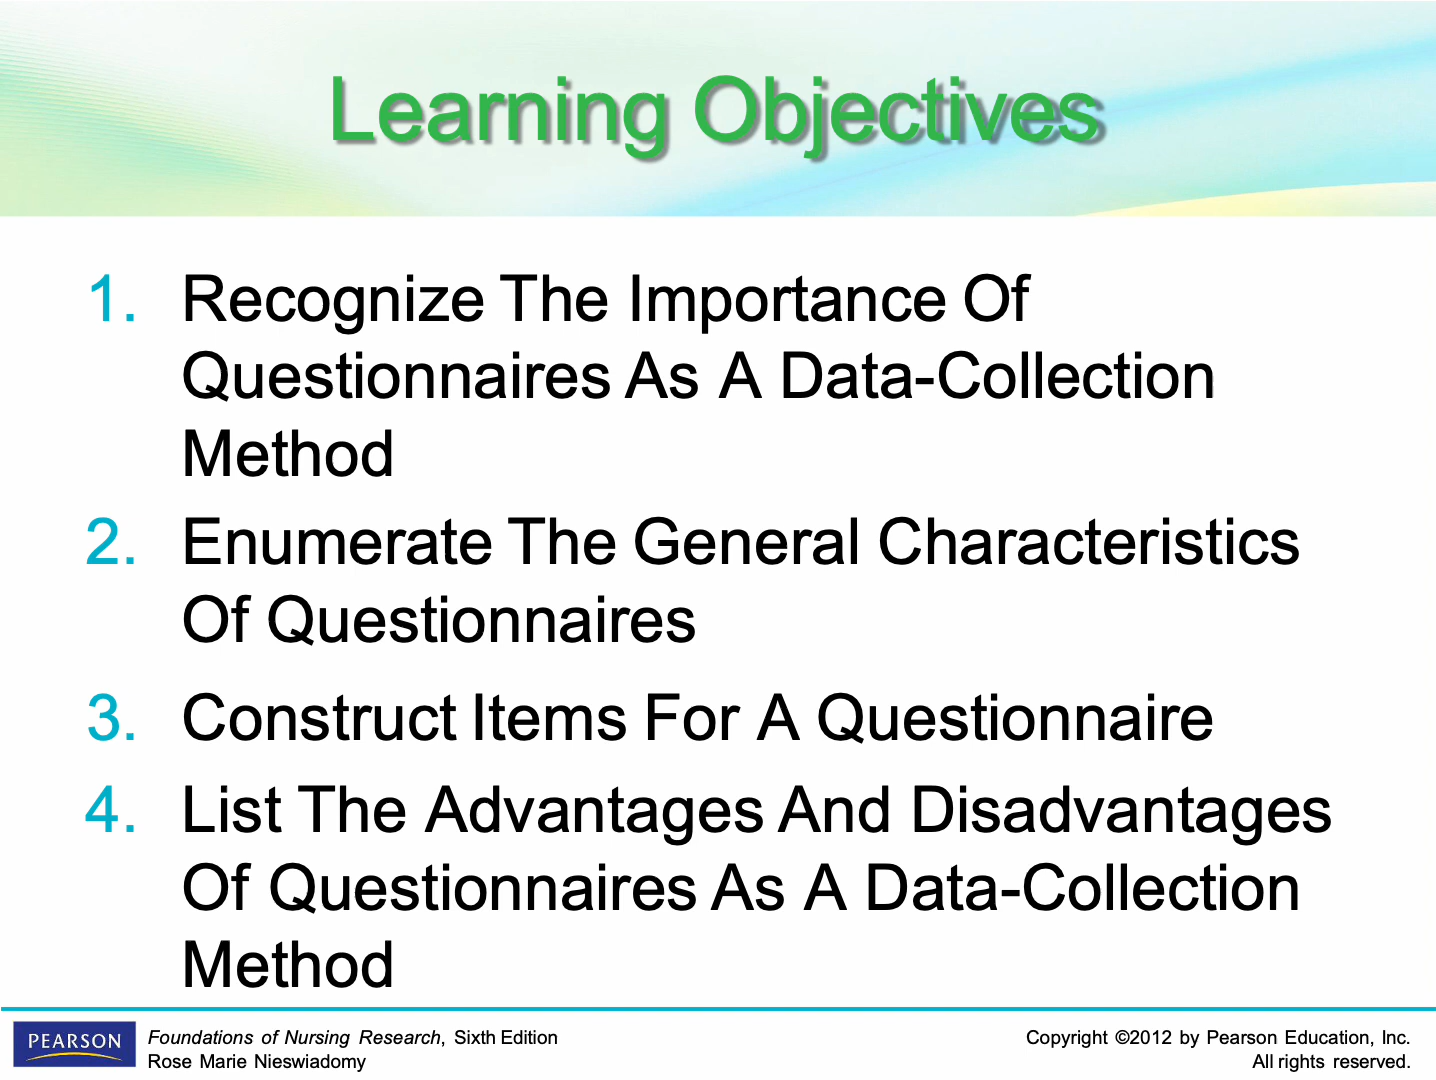 Learning Objectives
1. Recognize The Importance Of
Questionnaires As A Data-Collection
Method
2. Enumerate The General Characteristics
Of Questionnaires
3. Construct Items For A Questionnaire
4. List The Advantages And Disadvantages
Of Questionnaires As A Data-Collection
Method
PEARSON
Foundations of Nursing Research, Sixth Edition
Rose Marie Nieswiadomy
Copyright ©2012 by Pearson Education, Inc.
All rights reserved.